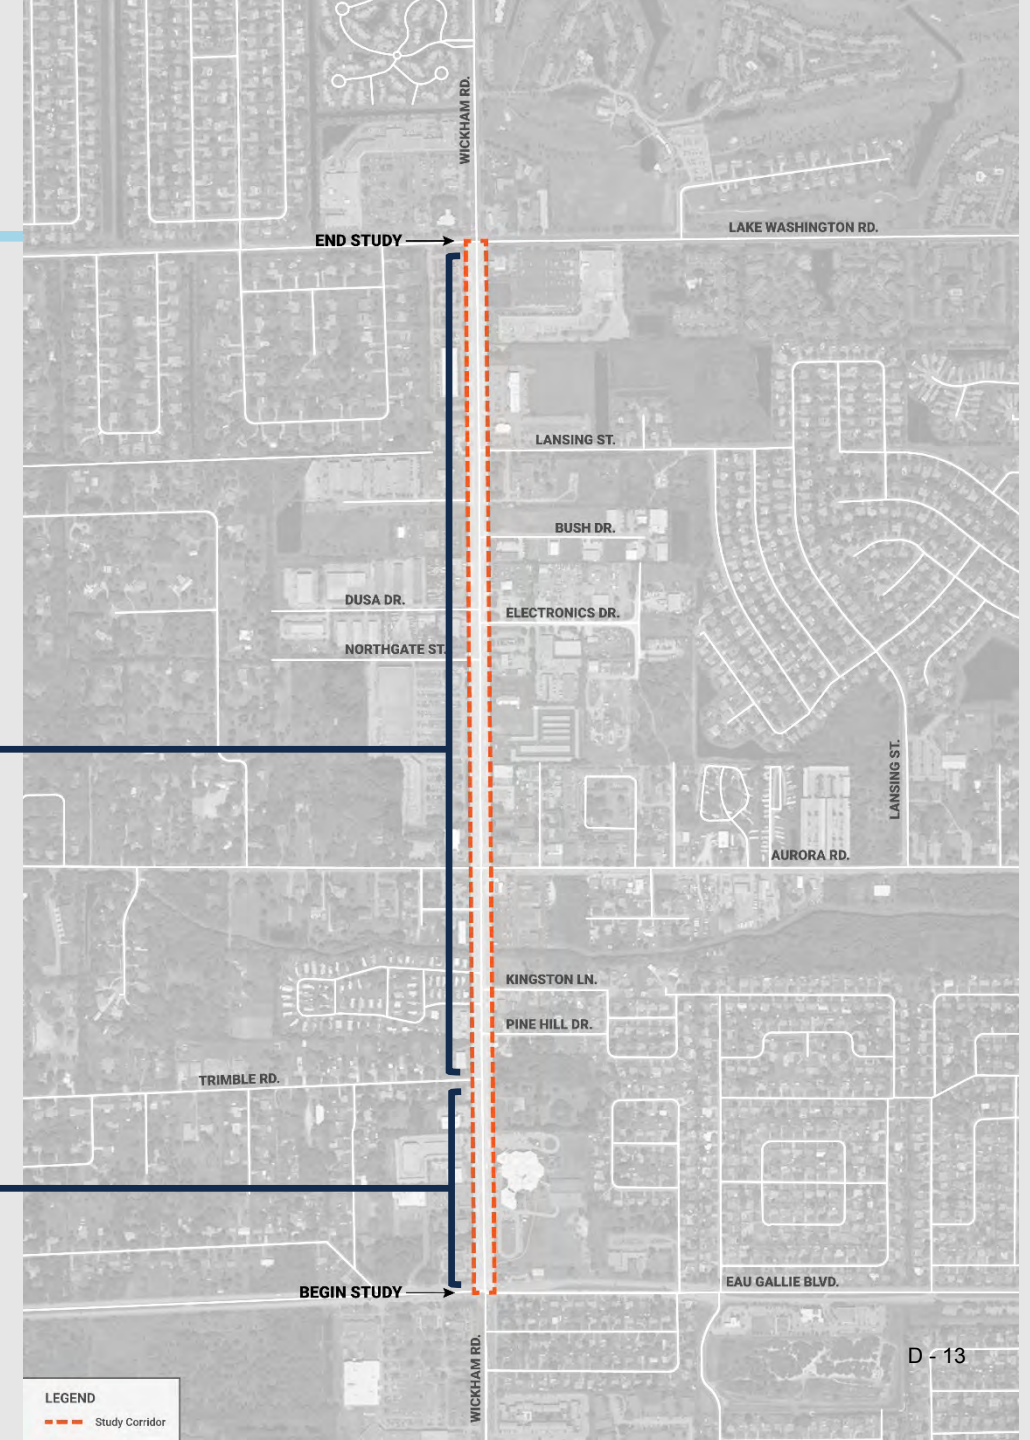 WICKHAM RD.
LAKE WASHINGTON RD.
END STUDY
LANSING ST.
BUSH DR.
DUSA DR.
ELECTRONICS DR.
NORTHGATE ST.
LANSING ST.
AURORA RD.
KINGSTON LN.
PINE HILL DR.
TRIMBLE RD.
EAU GALLIE BLVD.
BEGIN STUDY
WICKHAM RD.
D - 13
LEGEND
Study Corridor